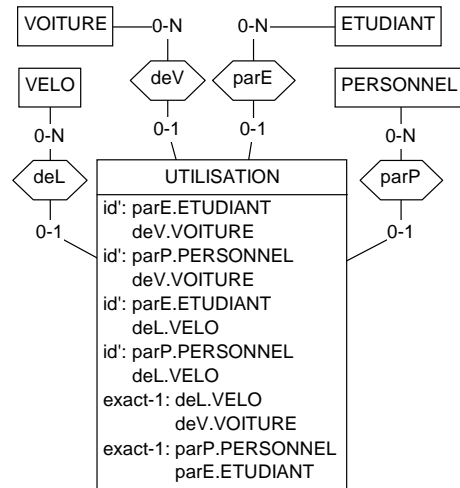 VOITURE 0-N 0-N ETUDIANT
deV parE
VELO PERSONNEL
0-N 0-1 0-1 0-N
deL parP
0-1 0-1
UTILISATION
id': parE.ETUDIANT
deV.VOITURE
id': parP.PERSONNEL
deV.VOITURE
id': parE.ETUDIANT
deL.VELO
id': parP.PERSONNEL
deL.VELO
exact-1: deL.VELO
deV.VOITURE
exact-1: parP.PERSONNEL
parE.ETUDIANT